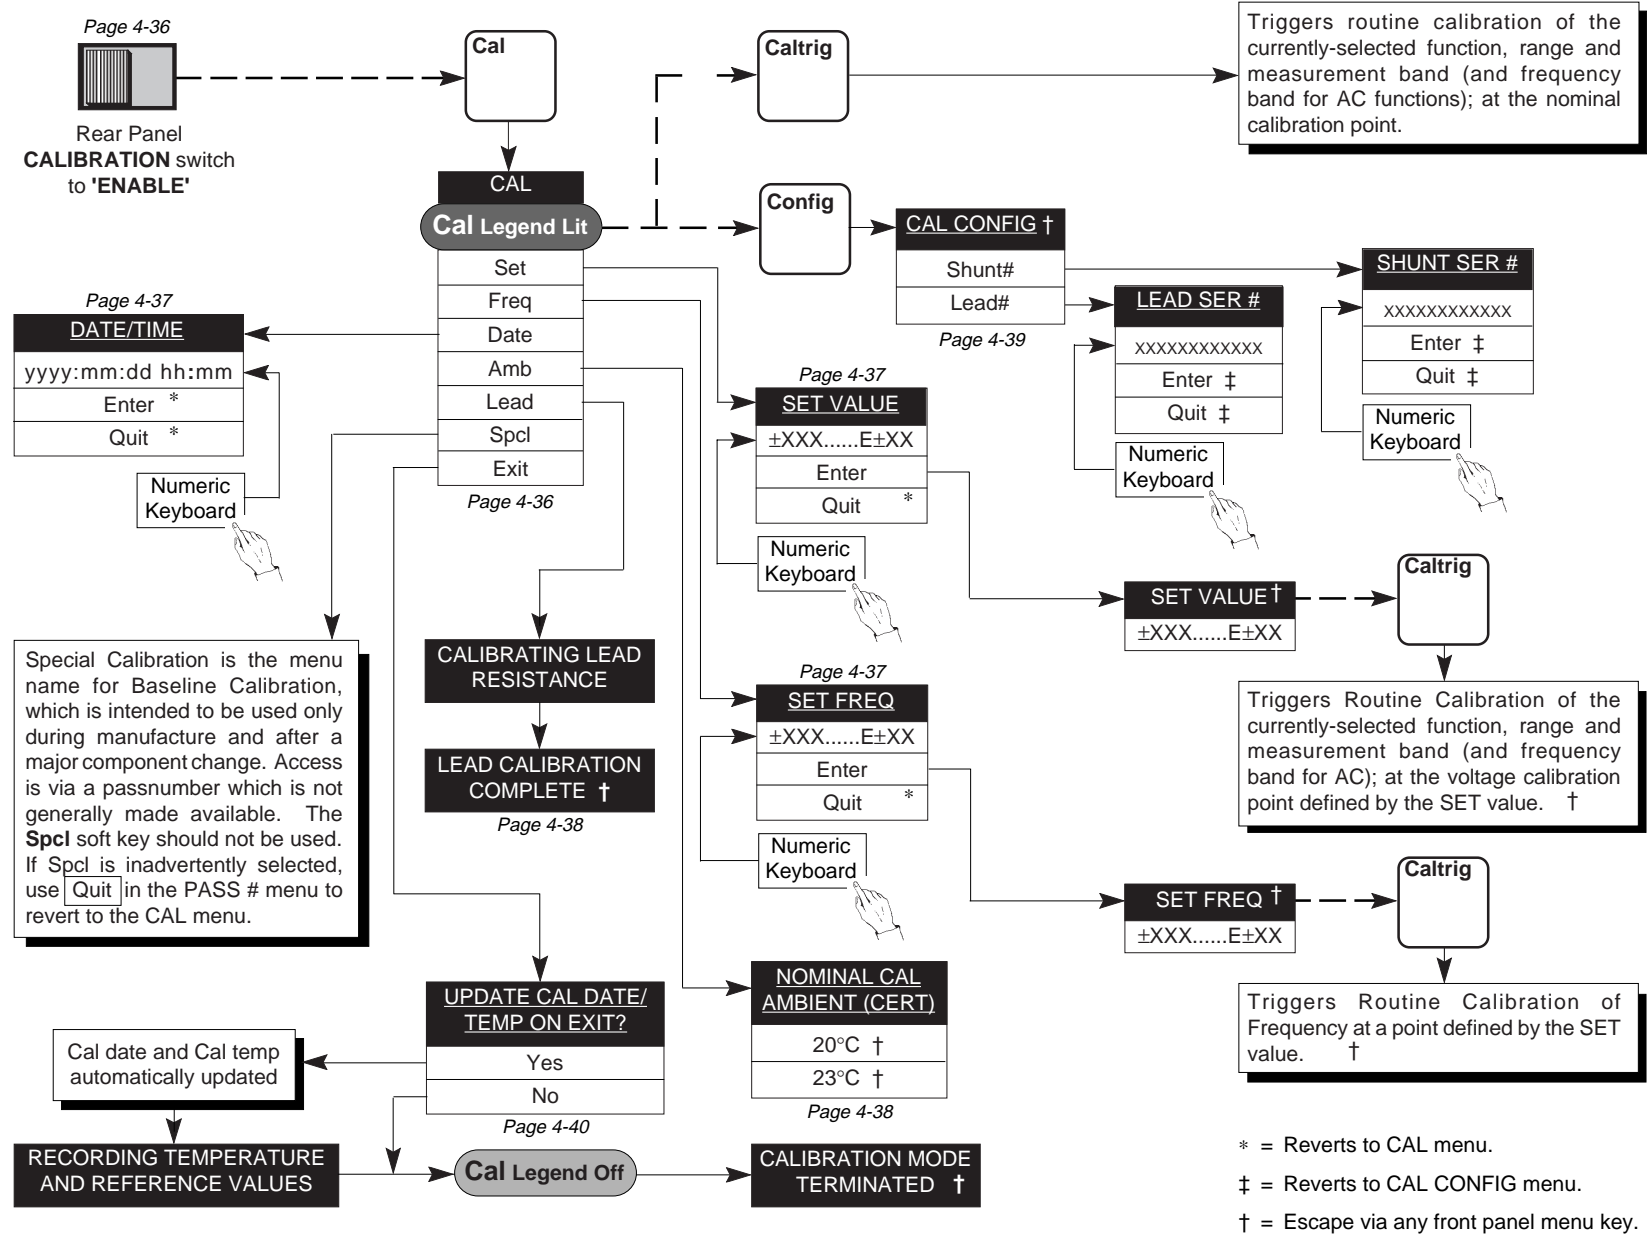 Page 4-36
Rear Panel
CALIBRATION switch
to 'ENABLE'
Cal
CAL
Cal Legend Lit
Set
Freq
Date
Amb
Lead
Spcl
Exit
Page 4-36
Caltrig
Triggers routine calibration of the
currently-selected function, range and
measurement band (and frequency
band for AC functions); at the nominal
calibration point.
Config
CAL CONFIG †
Shunt#
Lead#
Page 4-39
SHUNT SER #
XXXXXXXXXXXX
Enter ‡
Quit ‡
Numeric
Keyboard
LEAD SER #
XXXXXXXXXXXX
Enter ‡
Quit ‡
Numeric
Keyboard
Page 4-37
DATE/TIME
yyyy:mm:dd hh:mm
Enter *
Quit *
Numeric
Keyboard
Page 4-37
SET VALUE
±XXX......E±XX
Enter
Quit *
Numeric
Keyboard
SET VALUE †
±XXX......E±XX
Caltrig
Triggers Routine Calibration of the
currently-selected function, range and
measurement band (and frequency
band for AC); at the voltage calibration
point defined by the SET value. †
Special Calibration is the menu
name for Baseline Calibration,
which is intended to be used only
during manufacture and after a
major component change. Access
is via a passnumber which is not
generally made available. The
Spcl soft key should not be used.
If Spcl is inadvertently selected,
use Quit in the PASS # menu to
revert to the CAL menu.
CALIBRATING LEAD
RESISTANCE
LEAD CALIBRATION
COMPLETE †
Page 4-38
Page 4-37
SET FREQ
±XXX......E±XX
Enter
Quit *
Numeric
Keyboard
SET FREQ †
±XXX......E±XX
Caltrig
Triggers Routine Calibration of
Frequency at a point defined by the SET
value. †
UPDATE CAL DATE/
TEMP ON EXIT?
Yes
No
Page 4-40
NOMINAL CAL
AMBIENT (CERT)
20°C †
23°C †
Page 4-38
Cal date and Cal temp
automatically updated
RECORDING TEMPERATURE
AND REFERENCE VALUES
Cal Legend Off
CALIBRATION MODE
TERMINATED †
* = Reverts to CAL menu.
‡ = Reverts to CAL CONFIG menu.
† = Escape via any front panel menu key.